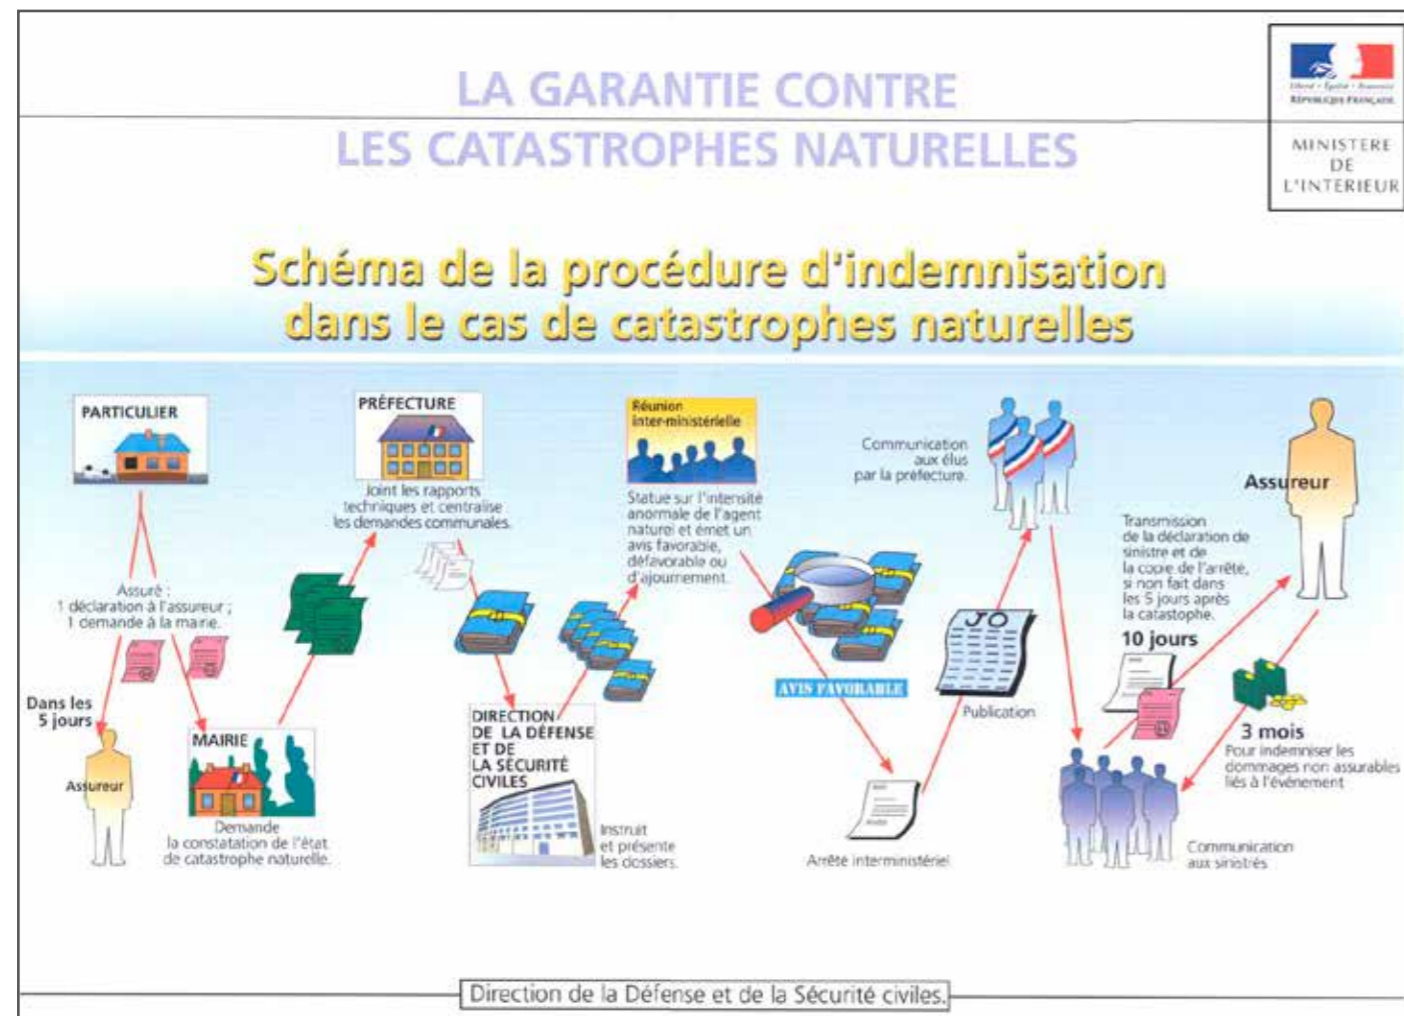 LA GARANTIE CONTRE
LES CATASTROPHES NATURELLES
Liberté • Égalité • Fraternité
RÉPUBLIQUE FRANÇAISE
MINISTERE
DE
L'INTERIEUR
Schéma de la procédure d'indemnisation
dans le cas de catastrophes naturelles
PARTICULIER
Assuré :
1 déclaration à l'assureur ;
1 demande à la mairie.
Dans les
5 jours
Assureur
MAIRIE
Demande
la constatation de l'état
de catastrophe naturelle.
PRÉFECTURE
Joint les rapports
techniques et centralise
les demandes communales.
DIRECTION
DE LA DÉFENSE
ET DE
LA SÉCURITÉ
CIVILES
Instruit
et présente
les dossiers.
Réunion
inter-ministérielle
Statue sur l'intensité
anormale de l'agent
naturel et émet un
avis favorable,
défavorable ou
d'ajournement.
AVIS FAVORABLE
Arrêté interministériel
JO
Publication
Communication
aux élus
par la préfecture.
Transmission
de la déclaration de
sinistre et de
la copie de l'arrêté,
si non fait dans
les 5 jours après
la catastophe.
10 jours
Assureur
3 mois
Pour indemniser les
dommages non assurables
liés à l'événement
Communication
aux sinistrés
Direction de la Défense et de la Sécurité civiles.